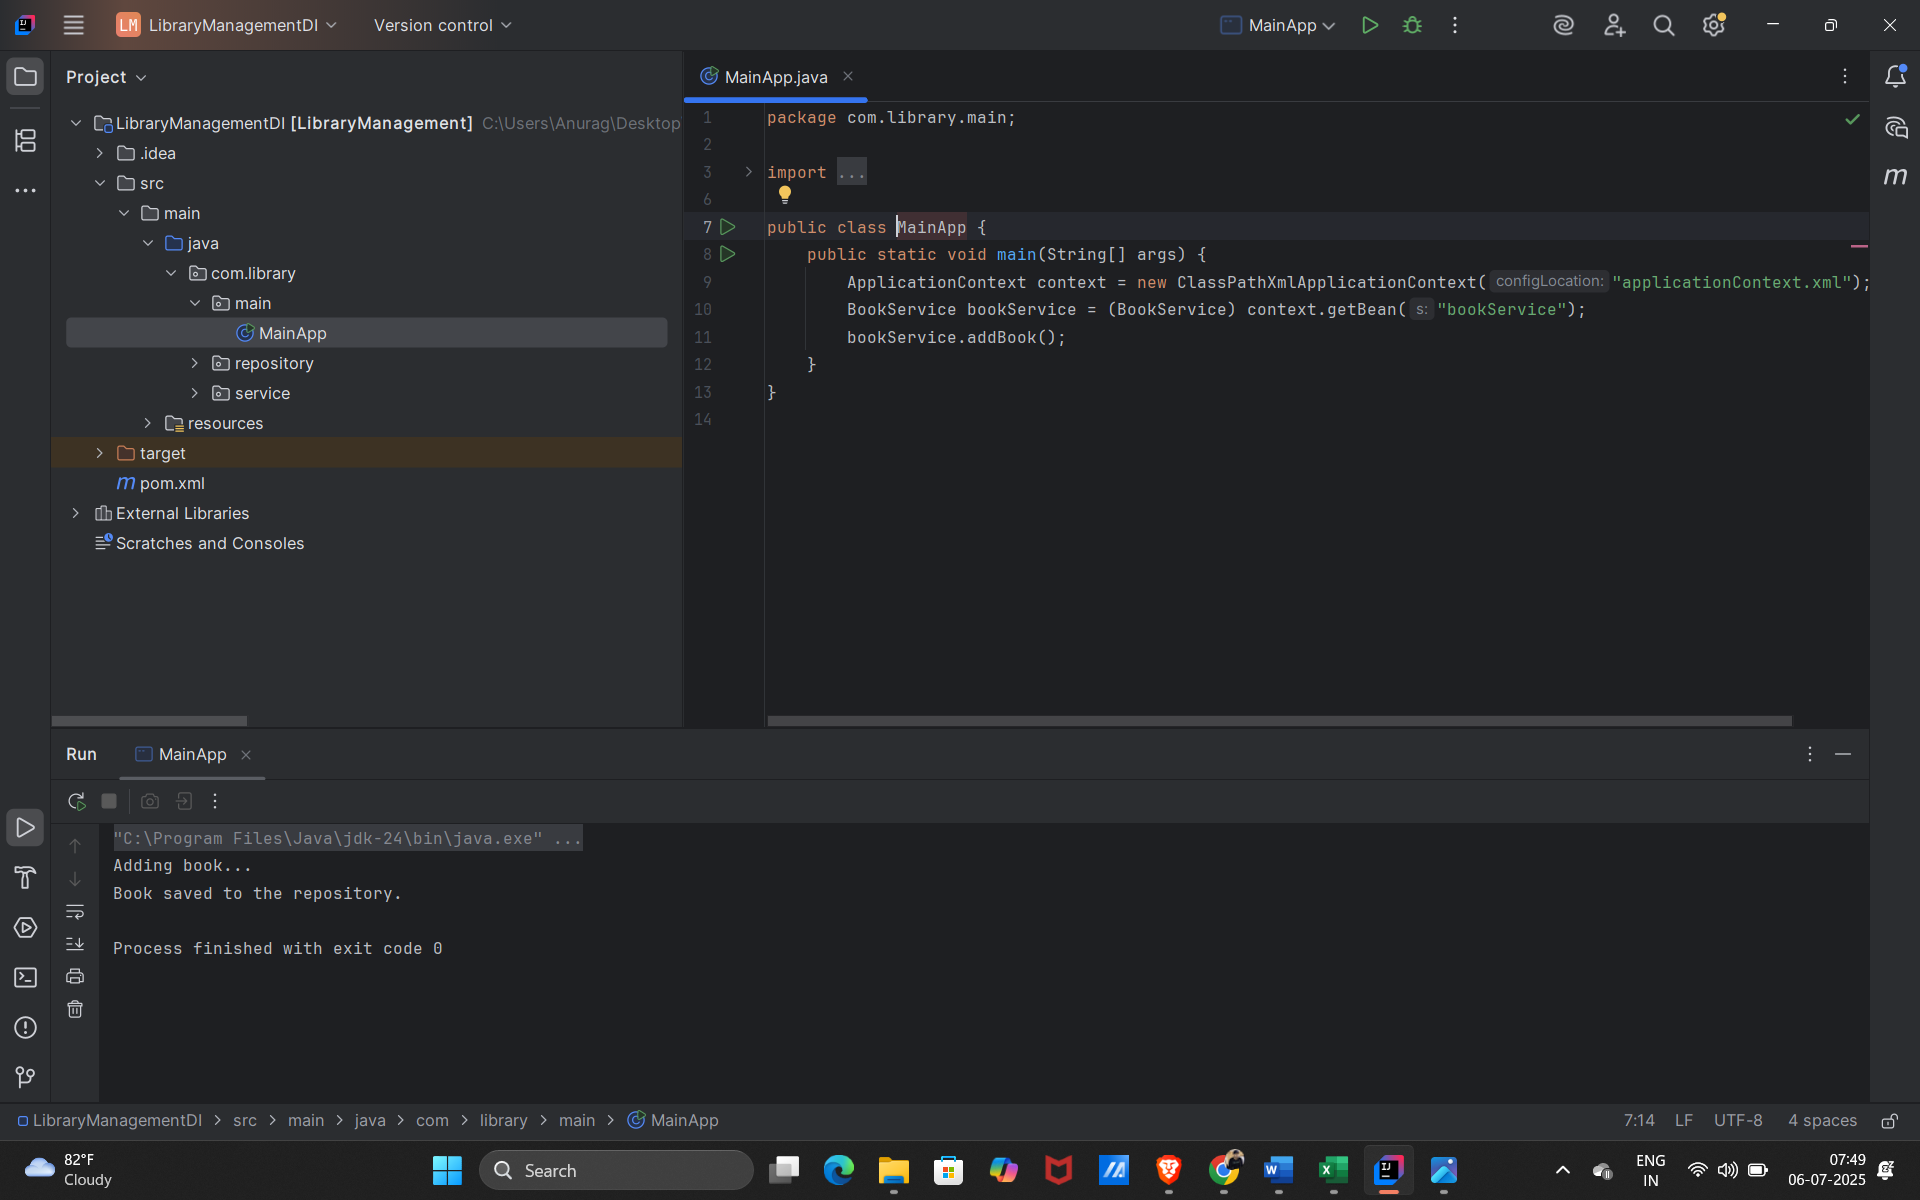 LM LibraryManagementDI Version control MainApp
Project
LibraryManagementDI [LibraryManagement] C:\Users\Anurag\Desktop
.idea
src
main
java
com.library
main
MainApp
repository
service
resources
target
pom.xml
External Libraries
Scratches and Consoles
MainApp.java
1 package com.library.main;
2
3 import ...
6
7 public class MainApp {
8 public static void main(String[] args) {
9 ApplicationContext context = new ClassPathXmlApplicationContext( configLocation: "applicationContext.xml");
10 BookService bookService = (BookService) context.getBean( s: "bookService");
11 bookService.addBook();
12 }
13 }
14
Run MainApp
"C:\Program Files\Java\jdk-24\bin\java.exe" ...
Adding book...
Book saved to the repository.
Process finished with exit code 0
LibraryManagementDI > src > main > java > com > library > main > MainApp 7:14 LF UTF-8 4 spaces
82°F
Cloudy
Search
ENG
IN
07:49
06-07-2025